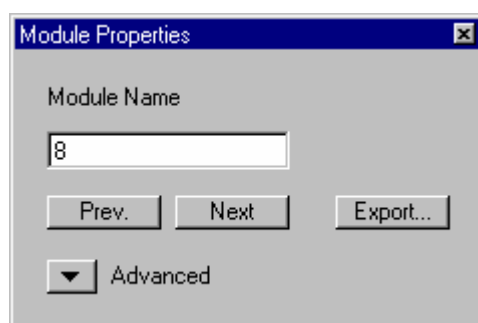 Module Properties
Module Name
8
Prev. Next Export...
Advanced